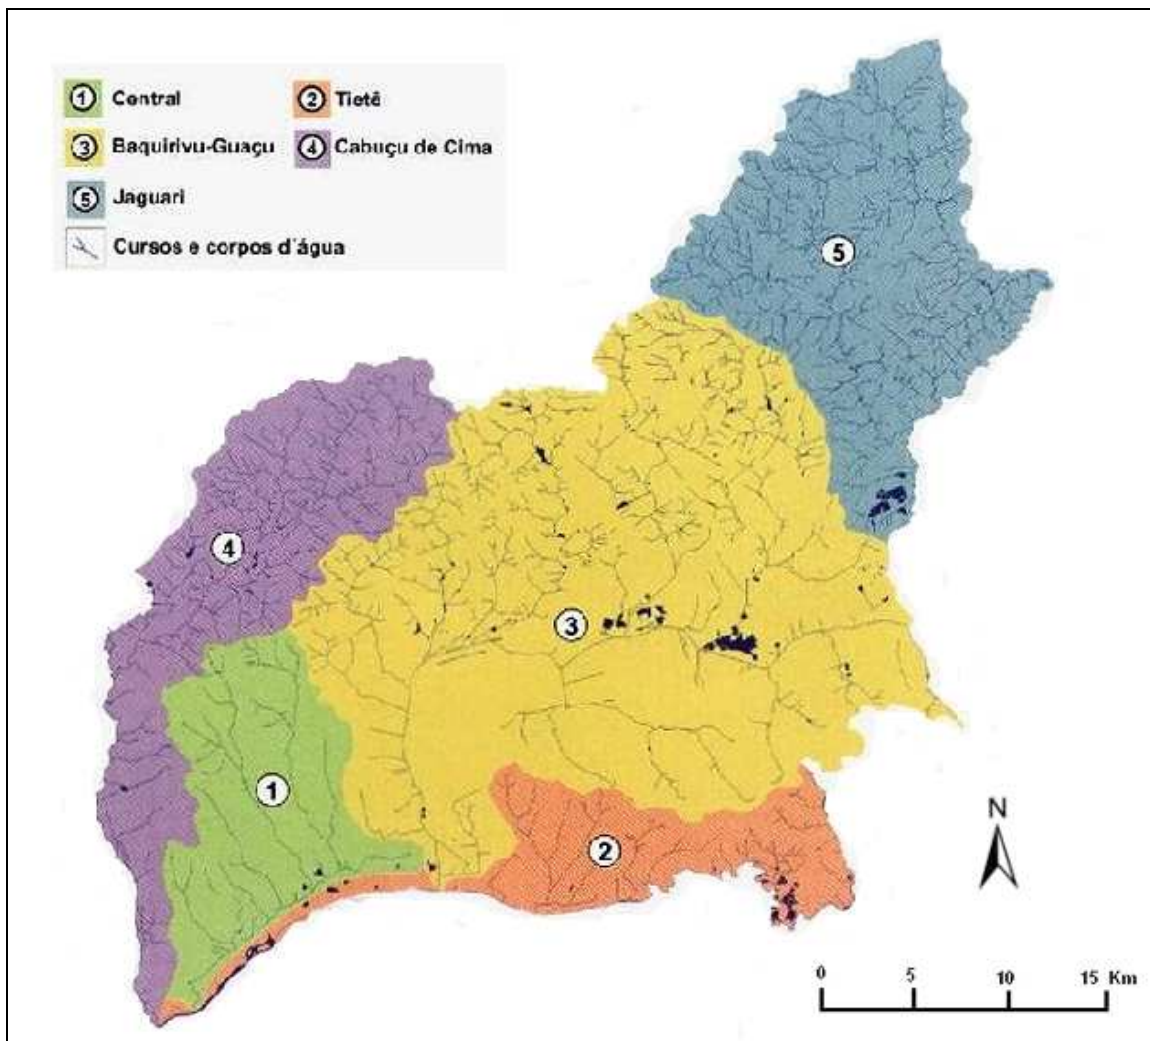 1 Central 2 Tietê
3 Baquirivu-Guaçu 4 Cabuçu de Cima
5 Jaguari
Cursos e corpos d'água
5
4
3
1
2
N
0 5 10 15 Km